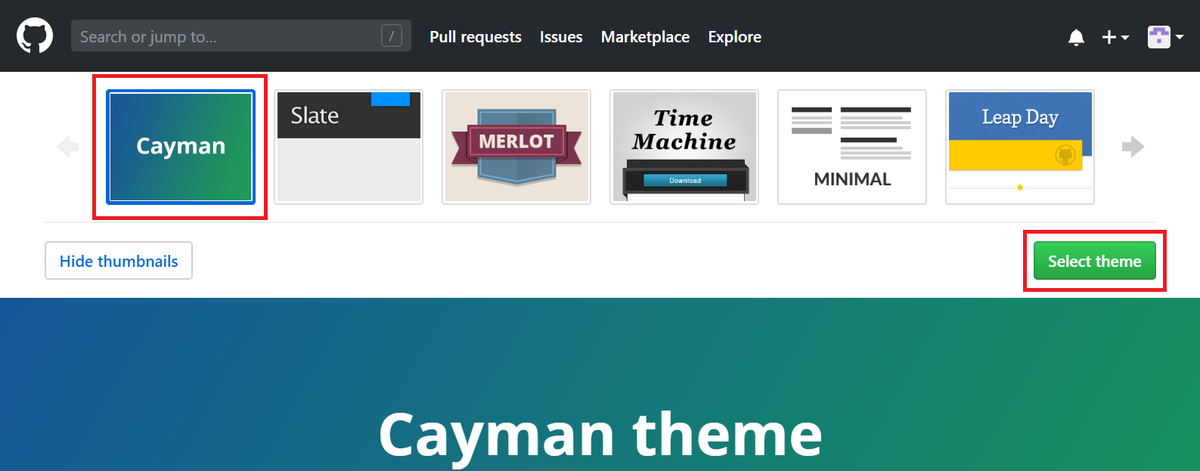 Search or jump to... /
Pull requests Issues Marketplace Explore
Cayman
Slate
MERLOT
Time
Machine
Download
MINIMAL
Leap Day
Hide thumbnails
Select theme
Cayman theme